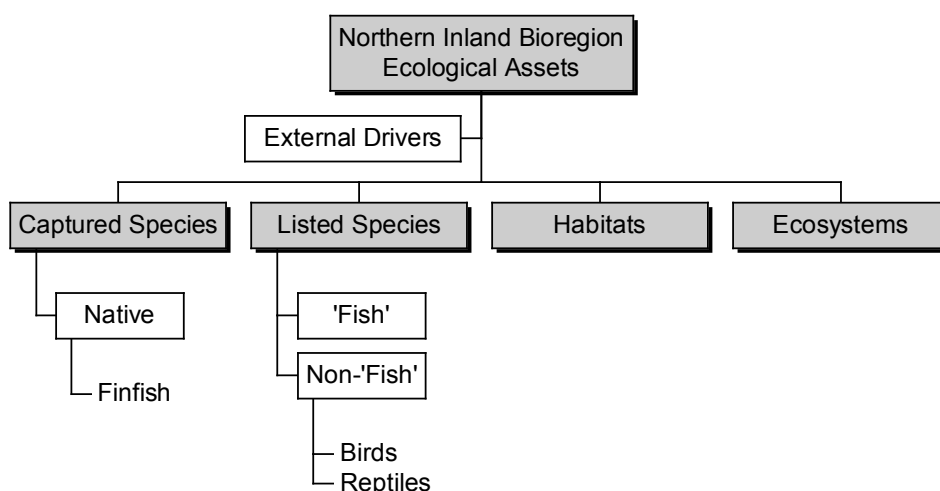 Northern Inland Bioregion
Ecological Assets
External Drivers
Captured Species
Listed Species
Habitats
Ecosystems
Native
'Fish'
Non-'Fish'
Finfish
Birds
Reptiles